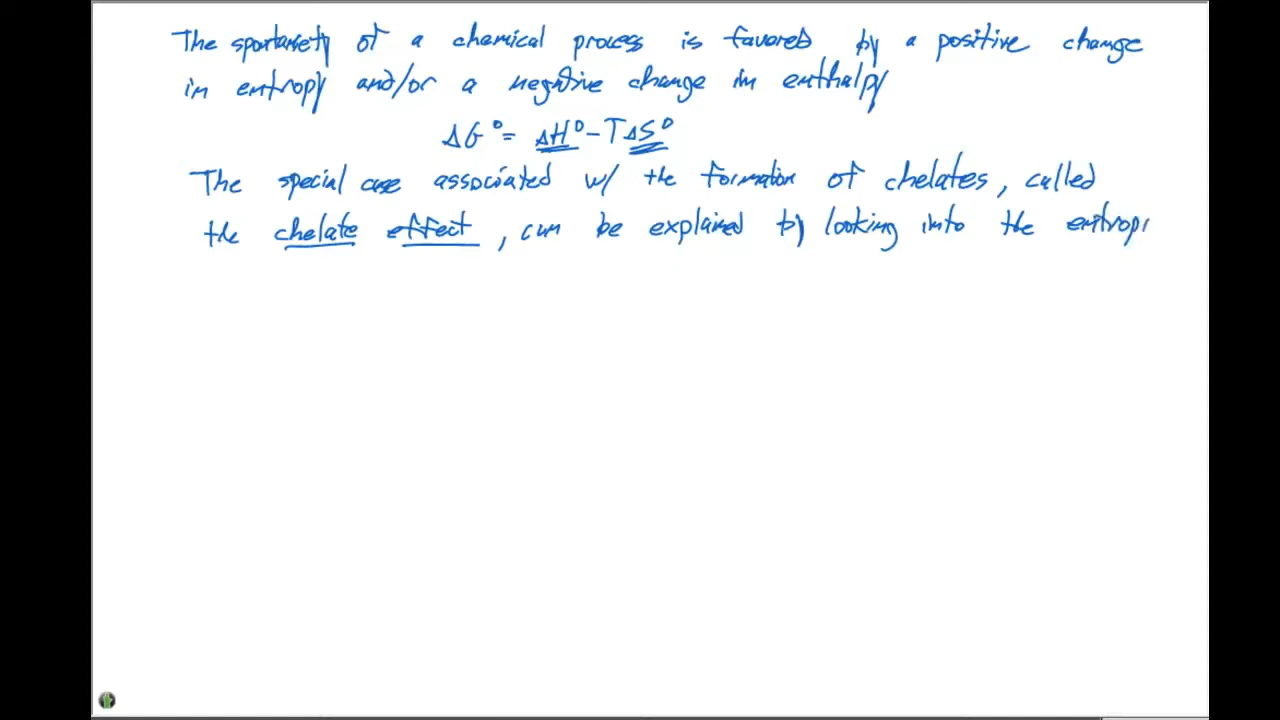 The spontaneity of a chemical process is favored by a positive change
in entropy and/or a negative change in enthalpy
ΔG° = ΔH° - TΔS°
The special case associated w/ the formation of chelates, called
the chelate effect, can be explained by looking into the entropi